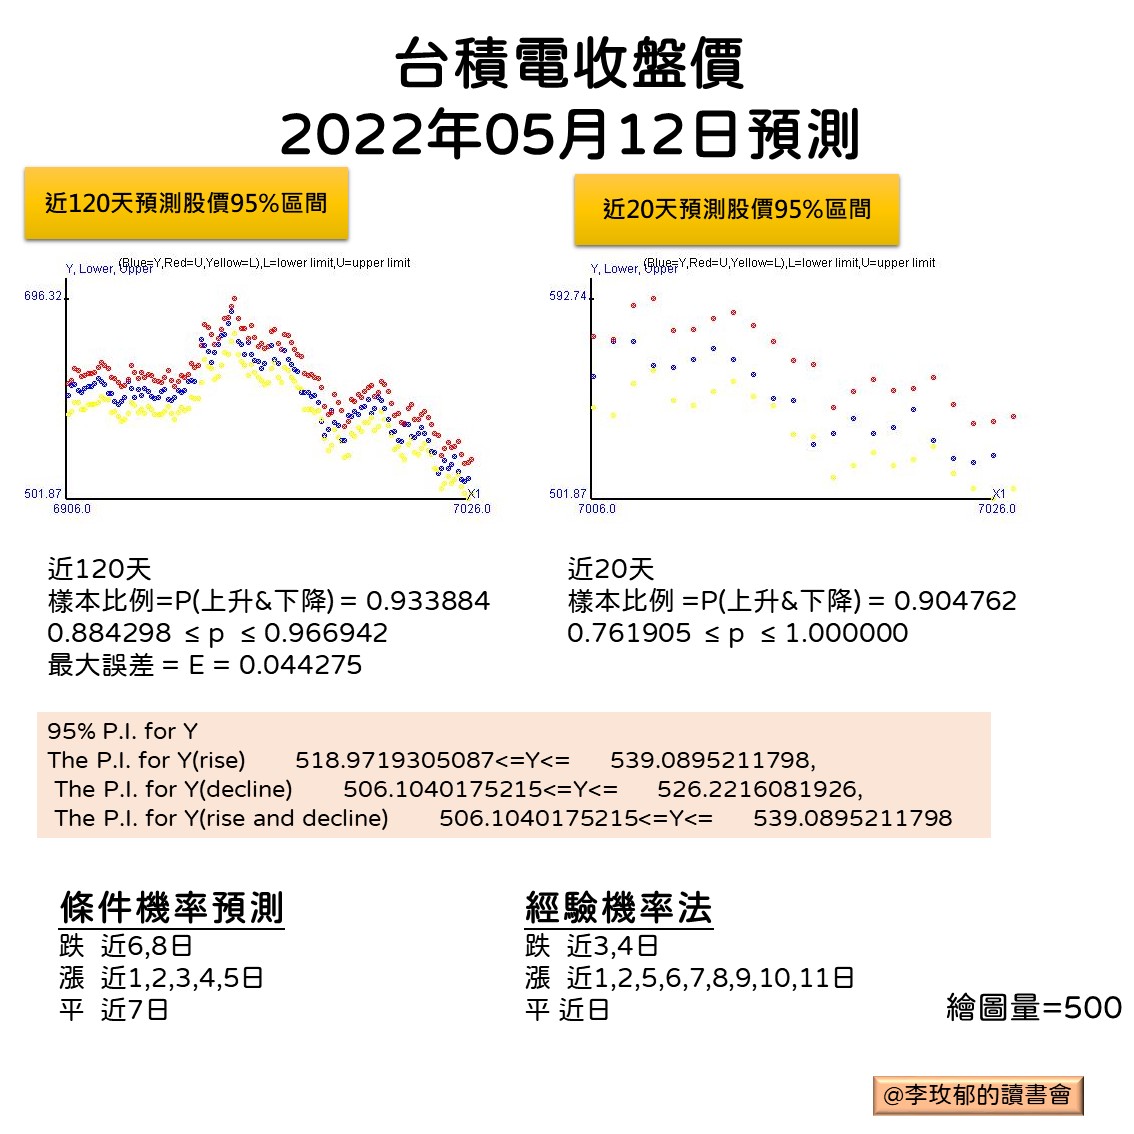 台積電收盤價
2022年05月12日預測
近120天預測股價95%區間
近20天預測股價95%區間
(Blue=Y,Red=U,Yellow=L),L=lower limit,U=upper limit
Y, Lower, Upper
696.32
501.87
6906.0
7026.0
X1
(Blue=Y,Red=U,Yellow=L),L=lower limit,U=upper limit
Y, Lower, Upper
592.74
501.87
7006.0
7026.0
X1
近120天
樣本比例=P(上升&下降) = 0.933884
0.884298 ≤ p ≤ 0.966942
最大誤差 = E = 0.044275
近20天
樣本比例 =P(上升&下降) = 0.904762
0.761905 ≤ p ≤ 1.000000
95% P.I. for Y
The P.I. for Y(rise) 518.9719305087<=Y<= 539.0895211798,
The P.I. for Y(decline) 506.1040175215<=Y<= 526.2216081926,
The P.I. for Y(rise and decline) 506.1040175215<=Y<= 539.0895211798
條件機率預測
跌 近6,8日
漲 近1,2,3,4,5日
平 近7日
經驗機率法
跌 近3,4日
漲 近1,2,5,6,7,8,9,10,11日
平 近日
繪圖量=500
@李玫郁的讀書會